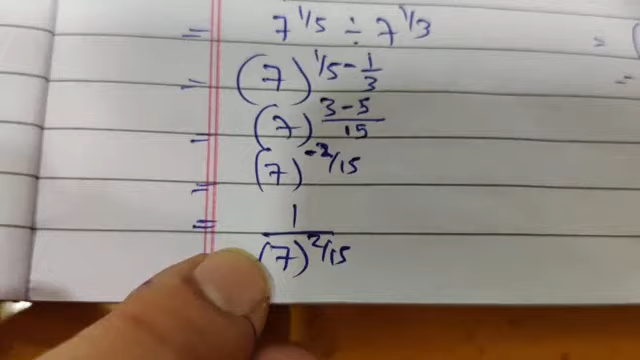 = 7^1/5 ÷ 7^1/3
= (7)^1/5 - 1/3
= (7)^3-5/15
= (7)^-2/15
= 1/(7)^2/15